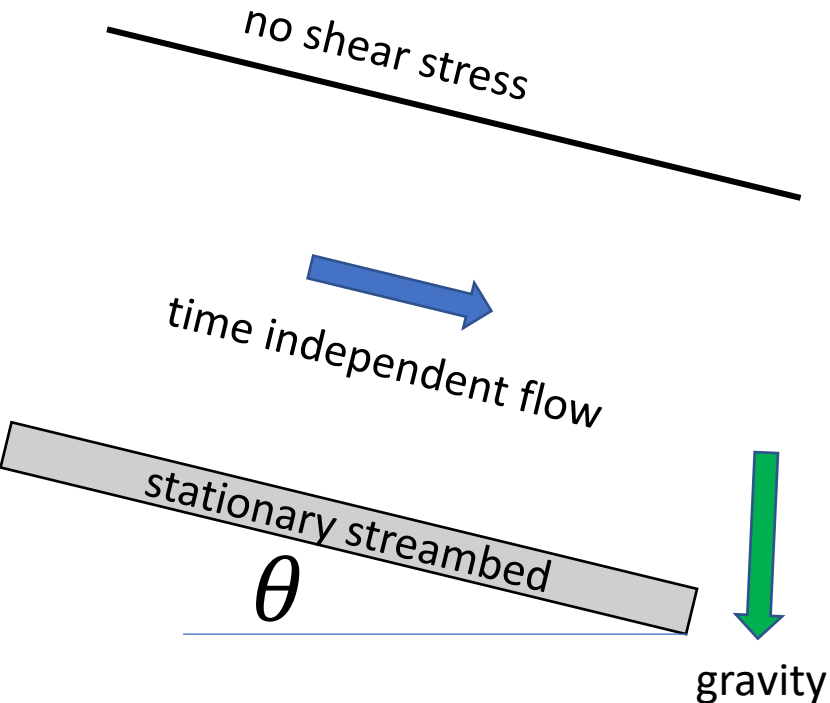 no shear stress
time independent flow
stationary streambed
θ
gravity